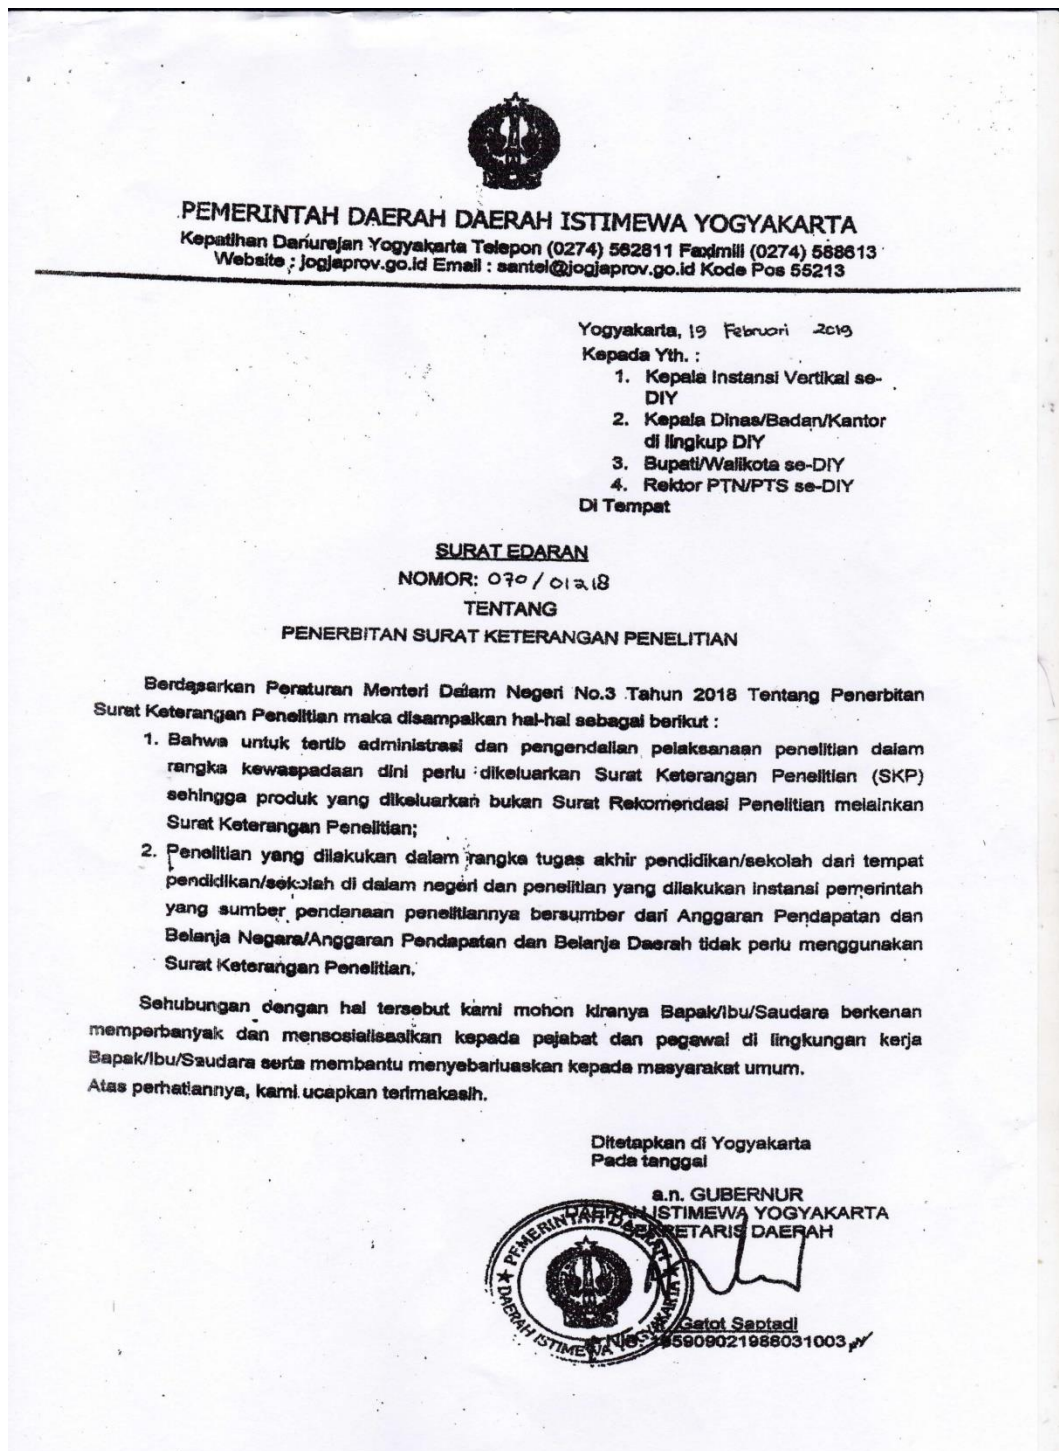 PEMERINTAH DAERAH DAERAH ISTIMEWA YOGYAKARTA
Kepatihan Danurejan Yogyakarta Telepon (0274) 562811 Faximili (0274) 588613
Website : jogjaprov.go.id Email : santel@jogjaprov.go.id Kode Pos 55213
Yogyakarta, 19 Februari 2019
Kepada Yth. :
1. Kepala Instansi Vertikal se-
DIY
2. Kepala Dinas/Badan/Kantor
di lingkup DIY
3. Bupati/Walikota se-DIY
4. Rektor PTN/PTS se-DIY
Di Tempat
SURAT EDARAN
NOMOR: 070/01218
TENTANG
PENERBITAN SURAT KETERANGAN PENELITIAN
Berdasarkan Peraturan Menteri Dalam Negeri No.3 Tahun 2018 Tentang Penerbitan
Surat Keterangan Penelitian maka disampaikan hal-hal sebagai berikut :
1. Bahwa untuk tertib administrasi dan pengendalian pelaksanaan penelitian dalam
rangka kewaspadaan dini perlu dikeluarkan Surat Keterangan Penelitian (SKP)
sehingga produk yang dikeluarkan bukan Surat Rekomendasi Penelitian melainkan
Surat Keterangan Penelitian;
2. Penelitian yang dilakukan dalam rangka tugas akhir pendidikan/sekolah dari tempat
pendidikan/sekolah di dalam negeri dan penelitian yang dilakukan instansi pemerintah
yang sumber pendanaan penelitiannya bersumber dari Anggaran Pendapatan dan
Belanja Negara/Anggaran Pendapatan dan Belanja Daerah tidak perlu menggunakan
Surat Keterangan Penelitian.
Sehubungan dengan hal tersebut kami mohon kiranya Bapak/Ibu/Saudara berkenan
memperbanyak dan mensosialisasikan kepada pejabat dan pegawai di lingkungan kerja
Bapak/Ibu/Saudara serta membantu menyebarluaskan kepada masyarakat umum.
Atas perhatiannya, kami ucapkan terimakasih.
Ditetapkan di Yogyakarta
Pada tanggal
a.n. GUBERNUR
DAERAH ISTIMEWA YOGYAKARTA
SEKRETARIS DAERAH
PEMERINTAH DAERAH
DAERAH ISTIMEWA YOGYAKARTA
Gatot Saptadi
NIP. 195909021988031003